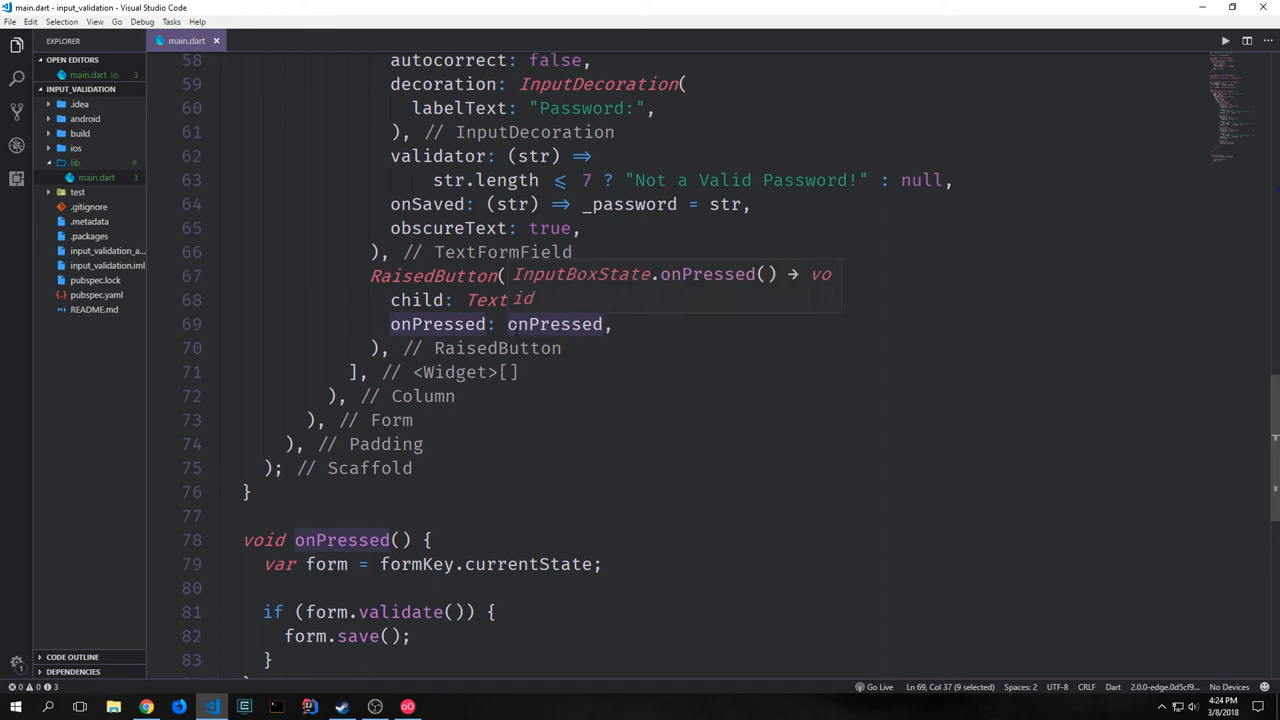 main.dart - input_validation - Visual Studio Code
File Edit Selection View Go Debug Tasks Help
EXPLORER
OPEN EDITORS
main.dart lib 3
INPUT_VALIDATION
.idea
android
build
ios
lib
main.dart 3
test
.gitignore
.metadata
.packages
input_validation_a...
input_validation.iml
pubspec.lock
pubspec.yaml
README.md
CODE OUTLINE
DEPENDENCIES
main.dart
58 autocorrect: false,
59 decoration: InputDecoration(
60 labelText: "Password:",
61 ), // InputDecoration
62 validator: (str) =>
63 str.length <= 7 ? "Not a Valid Password!" : null,
64 onSaved: (str) => _password = str,
65 obscureText: true,
66 ), // TextFormField
67 RaisedButton(
InputBoxState.onPressed() → vo
id
68 child: Text
69 onPressed: onPressed,
70 ), // RaisedButton
71 ], // <Widget>[]
72 ), // Column
73 ), // Form
74 ), // Padding
75 ); // Scaffold
76 }
77
78 void onPressed() {
79 var form = formKey.currentState;
80
81 if (form.validate()) {
82 form.save();
83 }
0 0 3
Go Live Ln 69, Col 37 (9 selected) Spaces: 2 UTF-8 CRLF Dart 2.0.0-edge.0d5cf9... No Devices
1
4:24 PM
3/8/2018